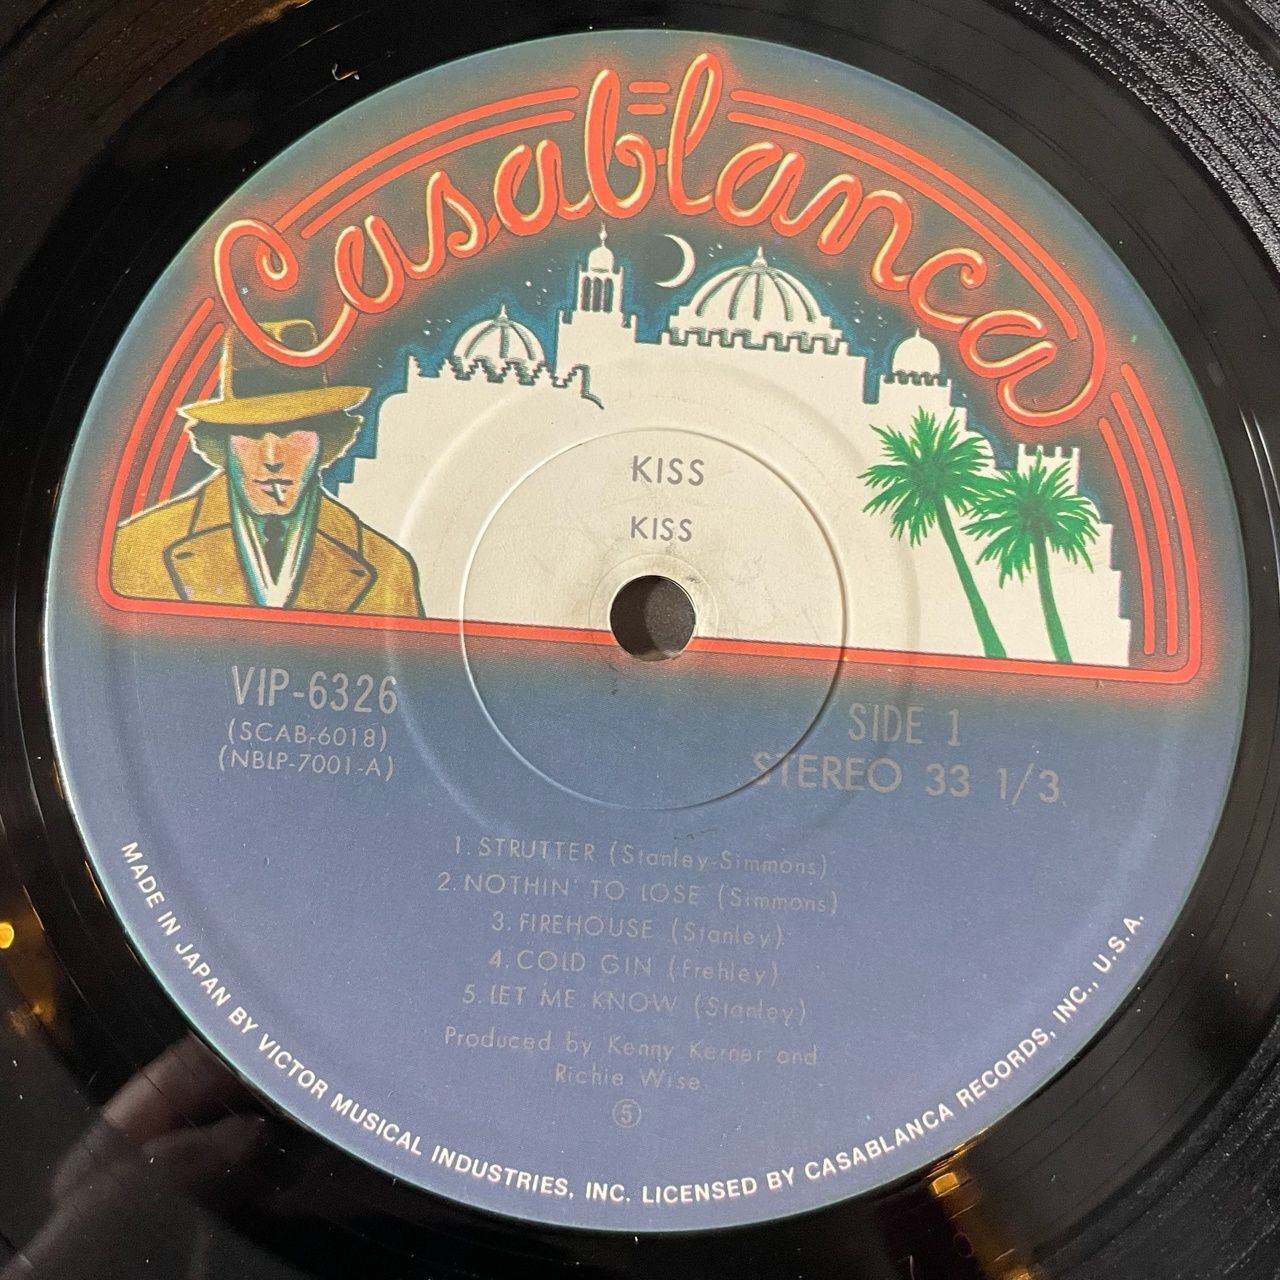 Casablanca
KISS
KISS
VIP-6326
(SCAB-6018)
(NBLP-7001-A)
SIDE 1
STEREO 33 1/3
1. STRUTTER (Stanley-Simmons)
2. NOTHIN' TO LOSE (Simmons)
3. FIREHOUSE (Stanley)
4. COLD GIN (Frehley)
5. LET ME KNOW (Stanley)
Produced by Kenny Kerner and
Richie Wise
⑤
MADE IN JAPAN BY VICTOR MUSICAL INDUSTRIES, INC. LICENSED BY CASABLANCA RECORDS, INC., U.S.A.